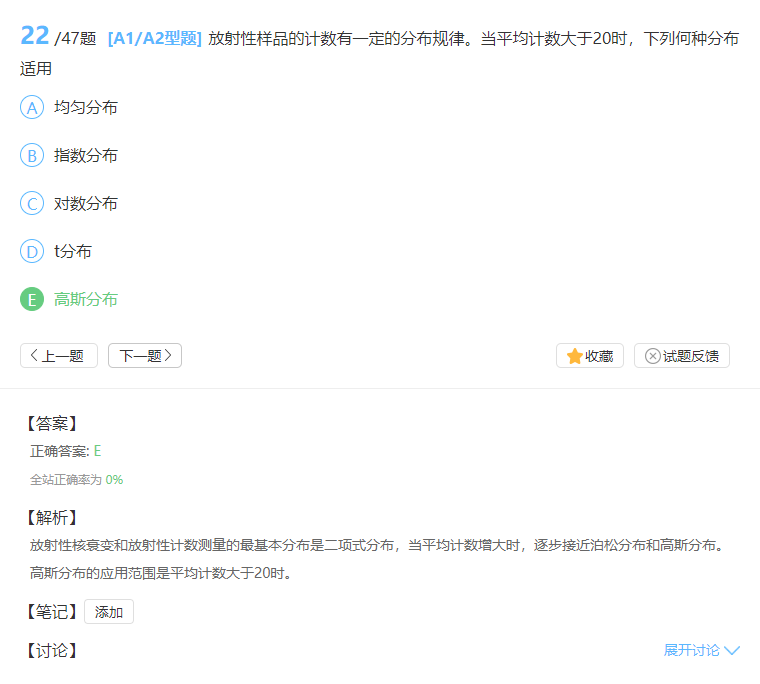 22 /47题 [A1/A2型题] 放射性样品的计数有一定的分布规律。当平均计数大于20时，下列何种分布
适用
A 均匀分布
B 指数分布
C 对数分布
D t分布
E 高斯分布
上一题 下一题 收藏 试题反馈
【答案】
正确答案: E
全站正确率为 0%
【解析】
放射性核衰变和放射性计数测量的最基本分布是二项式分布，当平均计数增大时，逐步接近泊松分布和高斯分布。
高斯分布的应用范围是平均计数大于20时。
【笔记】 添加
【讨论】 展开讨论